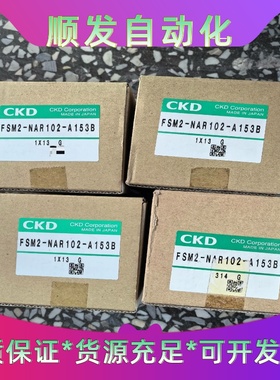 顺发自动化
CKD CKD Corporation
MADE IN JAPAN
FSM2-NAR102-A153B
1X13 G
CKD CKD Corporation
MADE IN JAPAN
FSM2-NAR102-A153B
1X13 G
CKD CKD Corporation
MADE IN JAPAN
FSM2-NAR102-A153B
1X13 G
CKD CKD Corporation
MADE IN JAPAN
FSM2-NAR102-A153B
314 G
质保证*货源充足*可开发